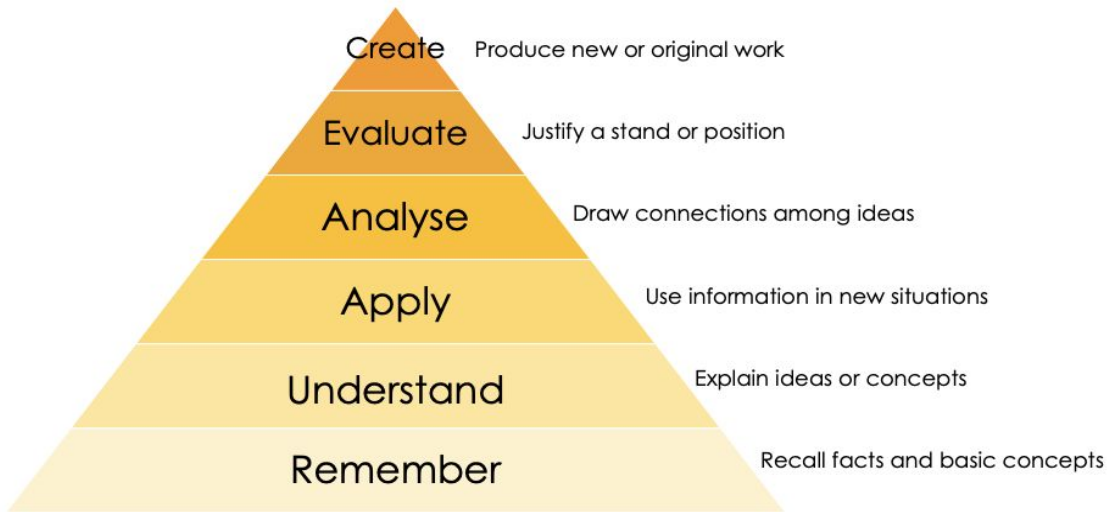 Create
Produce new or original work
Evaluate
Justify a stand or position
Analyse
Draw connections among ideas
Apply
Use information in new situations
Understand
Explain ideas or concepts
Remember
Recall facts and basic concepts